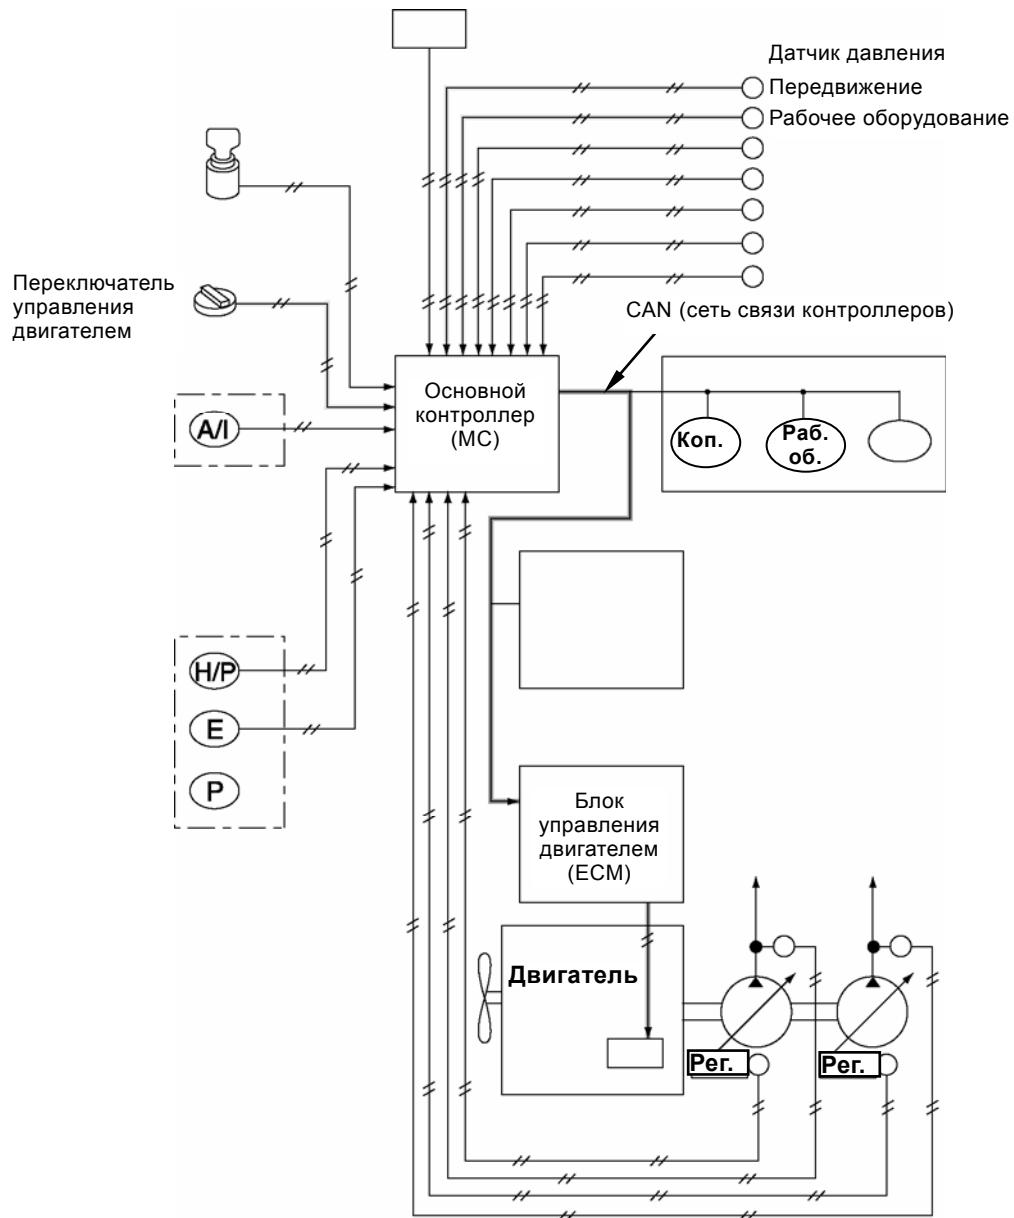 Датчик давления
Передвижение
Рабочее оборудование
Переключатель
управления
двигателем
CAN (сеть связи контроллеров)
Основной
контроллер
(МС)
A/I
Коп.
Раб.
об.
H/P
E
P
Блок
управления
двигателем
(ECM)
Двигатель
Рег.
Рег.